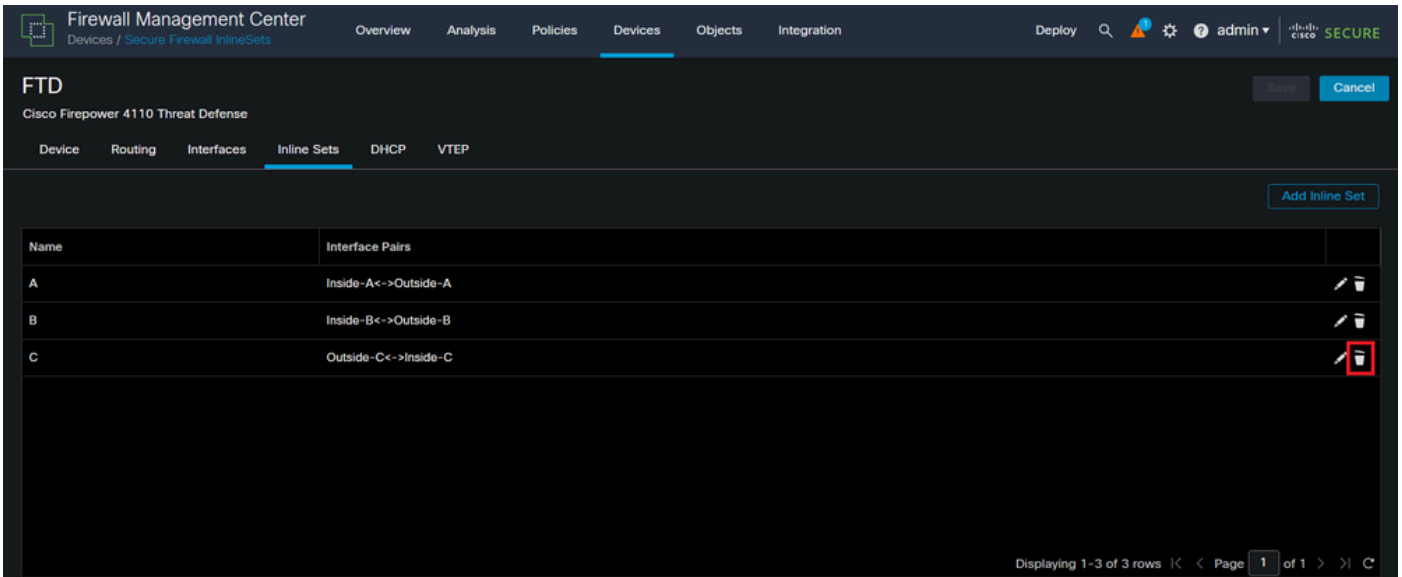 Firewall Management Center
Devices / Secure Firewall InlineSets
Overview Analysis Policies Devices Objects Integration Deploy 1 admin cisco SECURE
FTD
Save Cancel
Cisco Firepower 4110 Threat Defense
Device Routing Interfaces Inline Sets DHCP VTEP
Add Inline Set
Name Interface Pairs
A Inside-A<->Outside-A
B Inside-B<->Outside-B
C Outside-C<->Inside-C
Displaying 1-3 of 3 rows |< < Page 1 of 1 > >| C